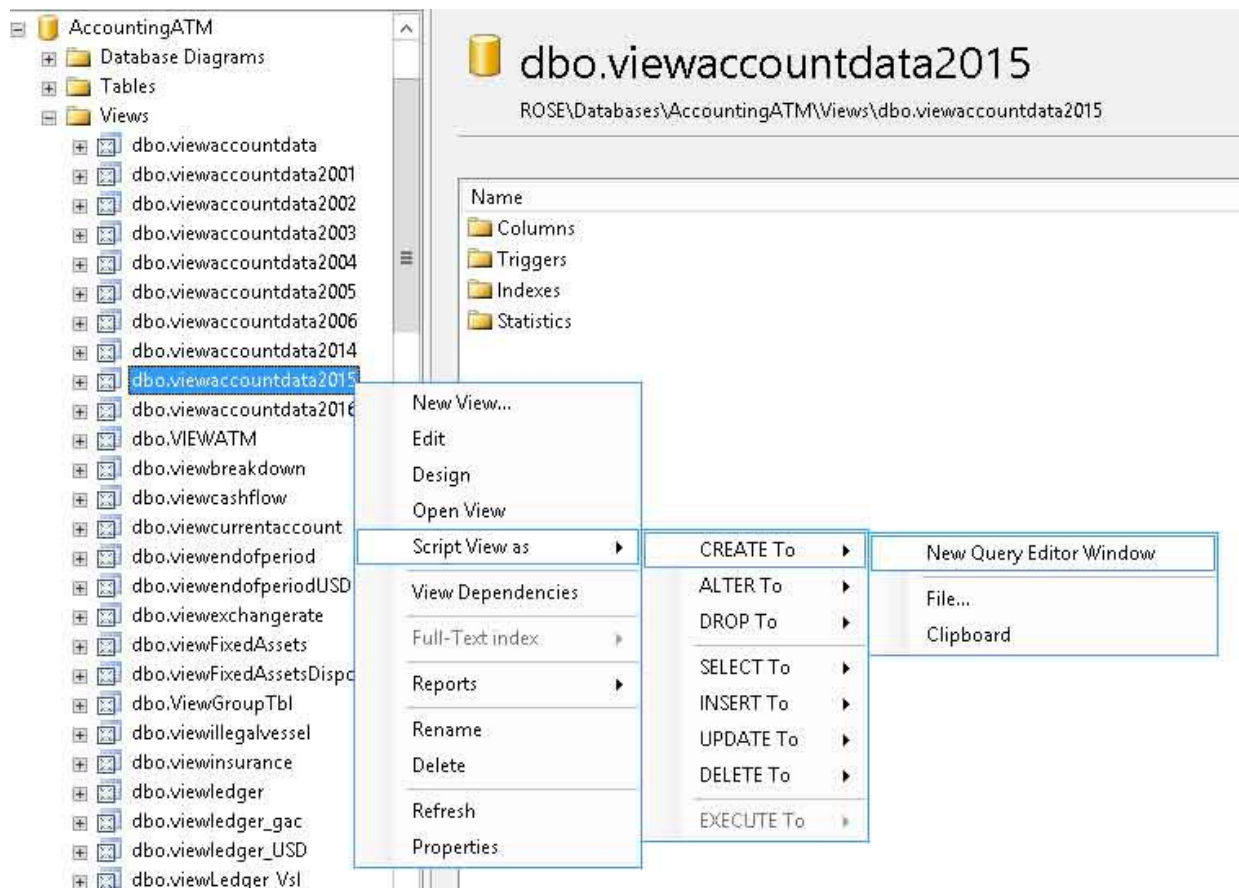 AccountingATM
Database Diagrams
Tables
Views
dbo.viewaccountdata
dbo.viewaccountdata2001
dbo.viewaccountdata2002
dbo.viewaccountdata2003
dbo.viewaccountdata2004
dbo.viewaccountdata2005
dbo.viewaccountdata2006
dbo.viewaccountdata2014
dbo.viewaccountdata2015
dbo.viewaccountdata2016
dbo.VIEWATM
dbo.viewbreakdown
dbo.viewcashflow
dbo.viewcurrentaccount
dbo.viewendofperiod
dbo.viewendofperiodUSD
dbo.viewexchangerate
dbo.viewFixedAssets
dbo.viewFixedAssetsDispo
dbo.ViewGroupTbl
dbo.viewillegalvessel
dbo.viewinsurance
dbo.viewledger
dbo.viewledger_gac
dbo.viewledger_USD
dbo.viewLedger_Vsl
dbo.viewaccountdata2015
ROSE\Databases\AccountingATM\Views\dbo.viewaccountdata2015
Name
Columns
Triggers
Indexes
Statistics
New View...
Edit
Design
Open View
Script View as
View Dependencies
Full-Text index
Reports
Rename
Delete
Refresh
Properties
CREATE To
ALTER To
DROP To
SELECT To
INSERT To
UPDATE To
DELETE To
EXECUTE To
New Query Editor Window
File...
Clipboard